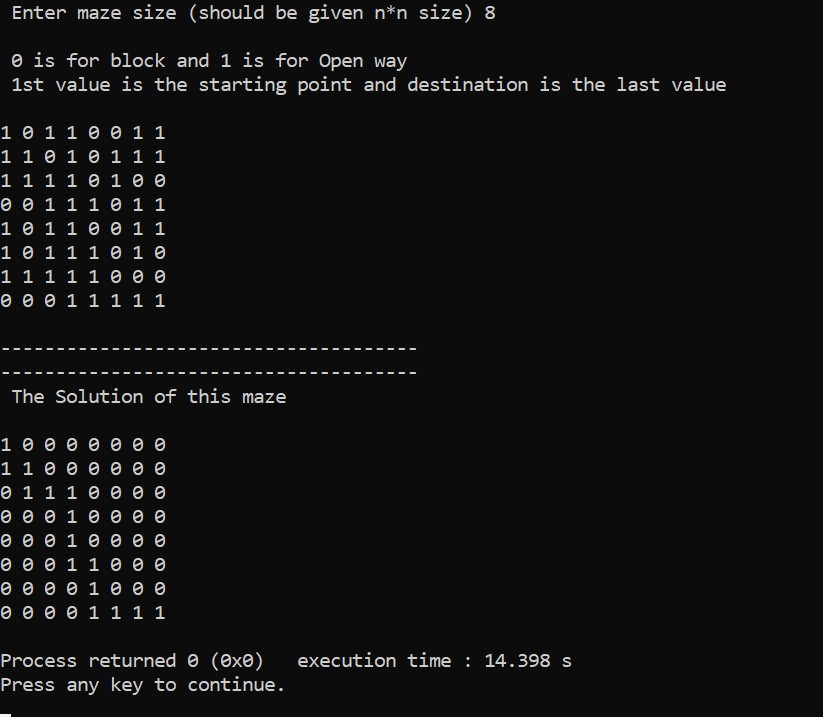 Enter maze size (should be given n*n size) 8
0 is for block and 1 is for Open way
1st value is the starting point and destination is the last value
1 0 1 1 0 0 1 1
1 1 0 1 0 1 1 1
1 1 1 1 0 1 0 0
0 0 1 1 1 0 1 1
1 0 1 1 0 0 1 1
1 0 1 1 1 0 1 0
1 1 1 1 1 0 0 0
0 0 0 1 1 1 1 1
--------------------------------------
--------------------------------------
The Solution of this maze
1 0 0 0 0 0 0 0
1 1 0 0 0 0 0 0
0 1 1 1 0 0 0 0
0 0 0 1 0 0 0 0
0 0 0 1 0 0 0 0
0 0 0 1 1 0 0 0
0 0 0 0 1 0 0 0
0 0 0 0 1 1 1 1
Process returned 0 (0x0)   execution time : 14.398 s
Press any key to continue.